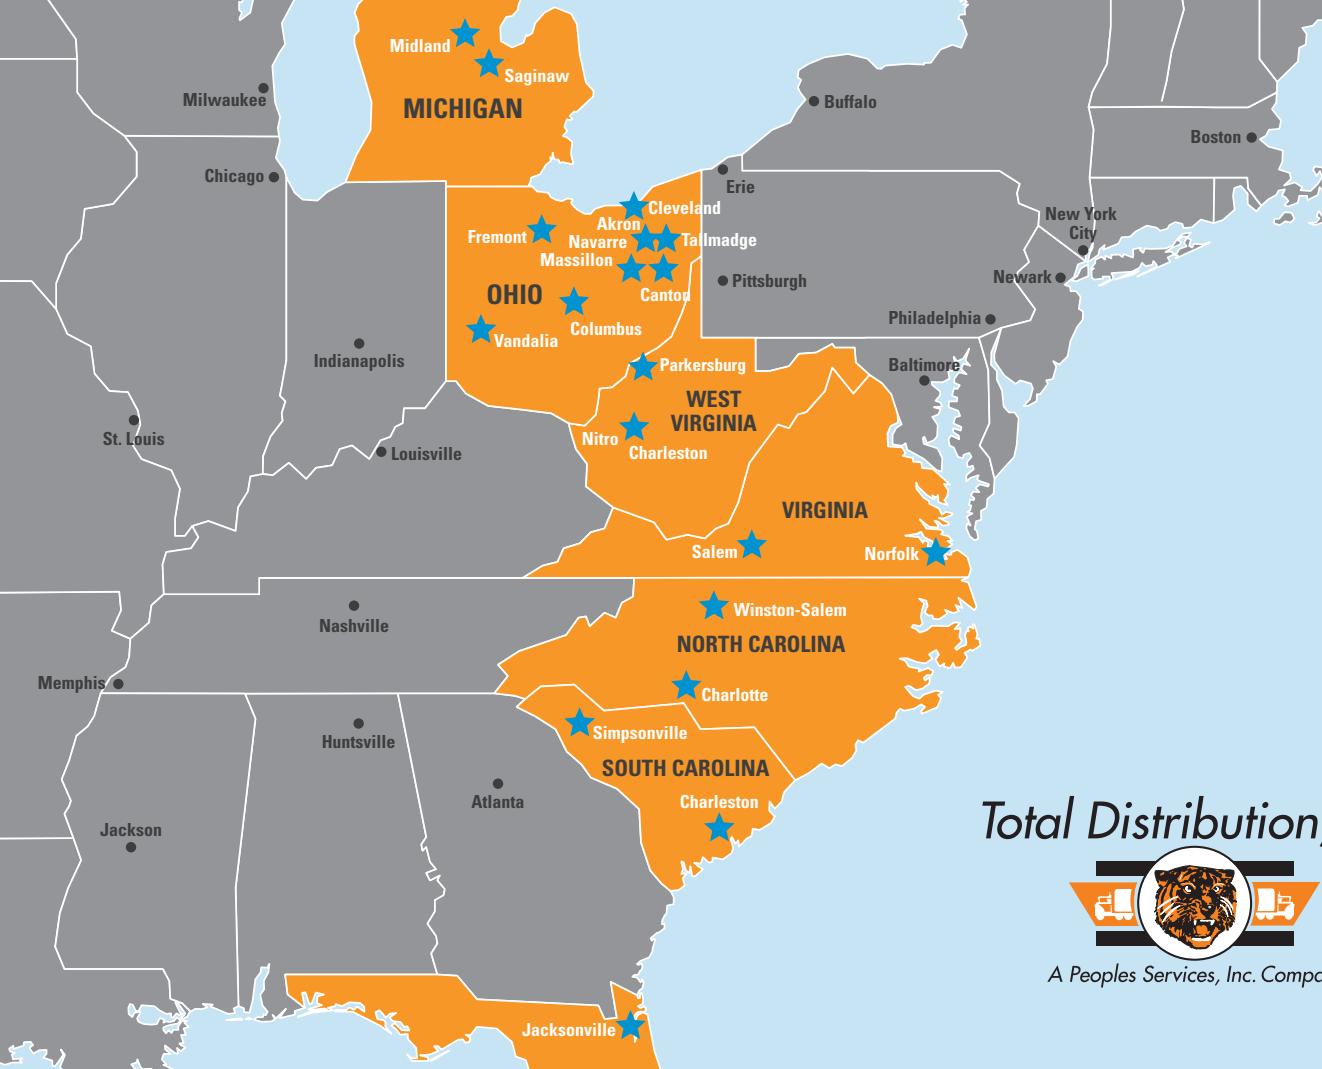 Midland
Saginaw
MICHIGAN
Milwaukee
Buffalo
Boston
Chicago
Erie
Cleveland
New York
City
Akron
Fremont
Navarre
Tallmadge
Massillon
Newark
Pittsburgh
OHIO
Canton
Philadelphia
Columbus
Vandalia
Indianapolis
Parkersburg
Baltimore
WEST
VIRGINIA
St. Louis
Nitro
Charleston
Louisville
VIRGINIA
Salem
Norfolk
Nashville
Winston-Salem
NORTH CAROLINA
Memphis
Charlotte
Huntsville
Simpsonville
SOUTH CAROLINA
Atlanta
Charleston
Jackson
Total Distribution,
A Peoples Services, Inc. Compa
Jacksonville